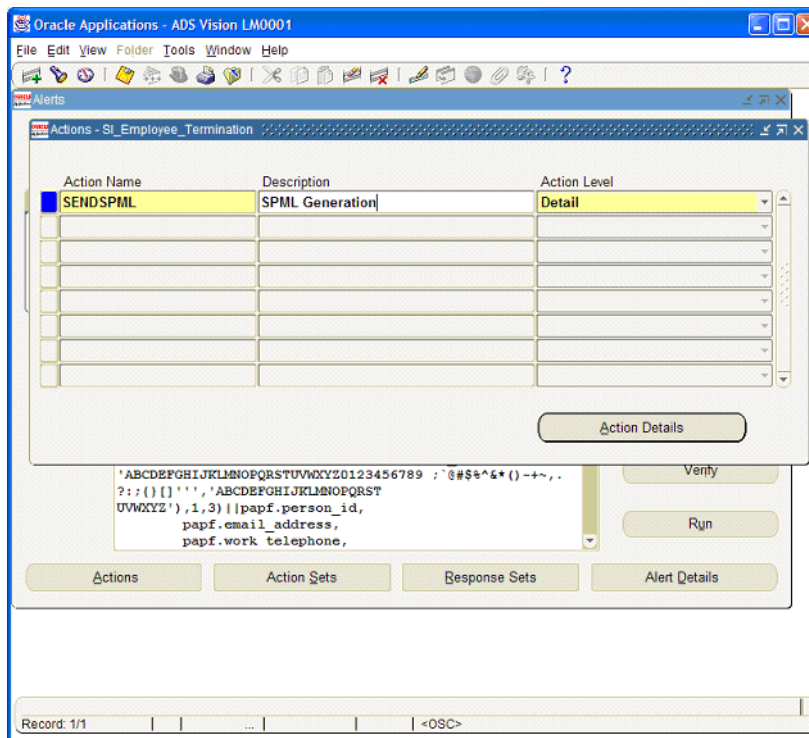 Oracle Applications - ADS Vision LM0001
File Edit View Folder Tools Window Help
Alerts
Actions - SI_Employee_Termination
Action Name Description Action Level
SENDSPML SPML Generation Detail
Action Details
'ABCDEFGHIJKLMNOPQRSTUVWXYZ0123456789 ;`@#$%^&*()-+~,.
?:;()[]''','ABCDEFGHIJKLMNOPQRST
UVWXYZ'),1,3)||papf.person_id,
papf.email_address,
papf.work_telephone,
Verify
Run
Actions Action Sets Response Sets Alert Details
Record: 1/1 ... <OSC>